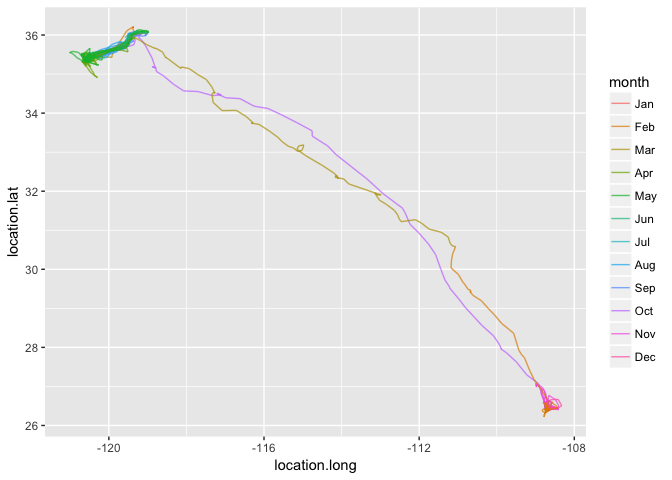 36
34
32
30
28
26
location.lat
-120
-116
-112
-108
location.long
month
Jan
Feb
Mar
Apr
May
Jun
Jul
Aug
Sep
Oct
Nov
Dec